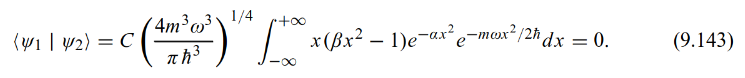 ⟨ψ₁ | ψ₂⟩ = C (4m³ω³ / πℏ³)^{1/4} ∫_{−∞}^{+∞} x(βx² − 1)e^{−αx²} e^{−mωx²/2ℏ} dx = 0. (9.143)